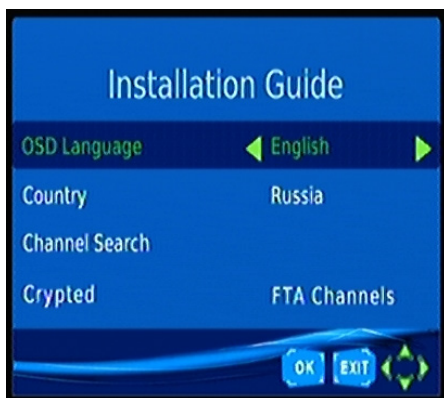 Installation Guide
OSD Language English
Country Russia
Channel Search
Crypted FTA Channels
OK EXIT